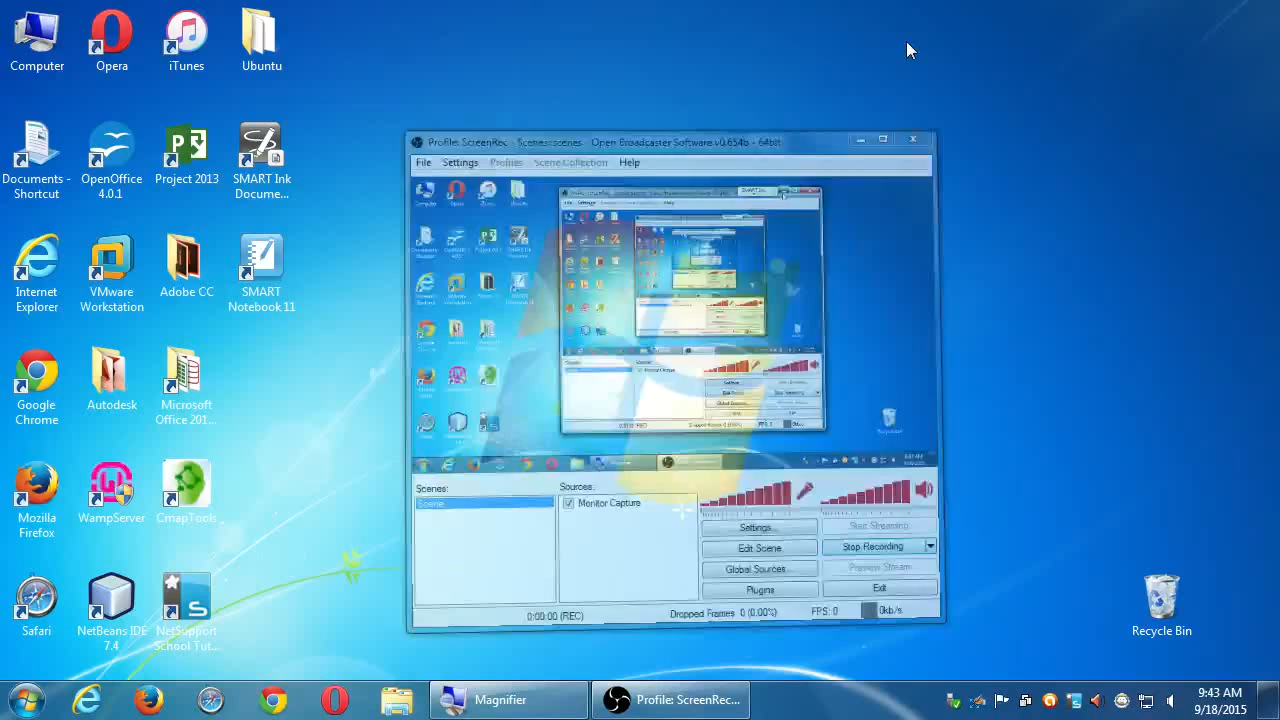 Computer
Opera
iTunes
Ubuntu
Documents -
Shortcut
OpenOffice
4.0.1
Project 2013
SMART Ink
Docume...
Internet
Explorer
VMware
Workstation
Adobe CC
SMART
Notebook 11
Google
Chrome
Autodesk
Microsoft
Office 201...
Mozilla
Firefox
WampServer
CmapTools
Safari
NetBeans IDE
7.4
NetSupport
School Tut...
Profile: ScreenRec - Scenes: scenes - Open Broadcaster Software v0.654b - 64bit
File Settings Profiles Scene Collection Help
Scenes:
Scene
Sources:
Monitor Capture
Settings...
Start Streaming
Edit Scene
Stop Recording
Global Sources...
Preview Stream
Plugins
Exit
0:00:00 (REC)
Dropped Frames 0 (0.00%)
FPS: 0
0kb/s
Recycle Bin
Magnifier
Profile: ScreenRec...
9:43 AM
9/18/2015